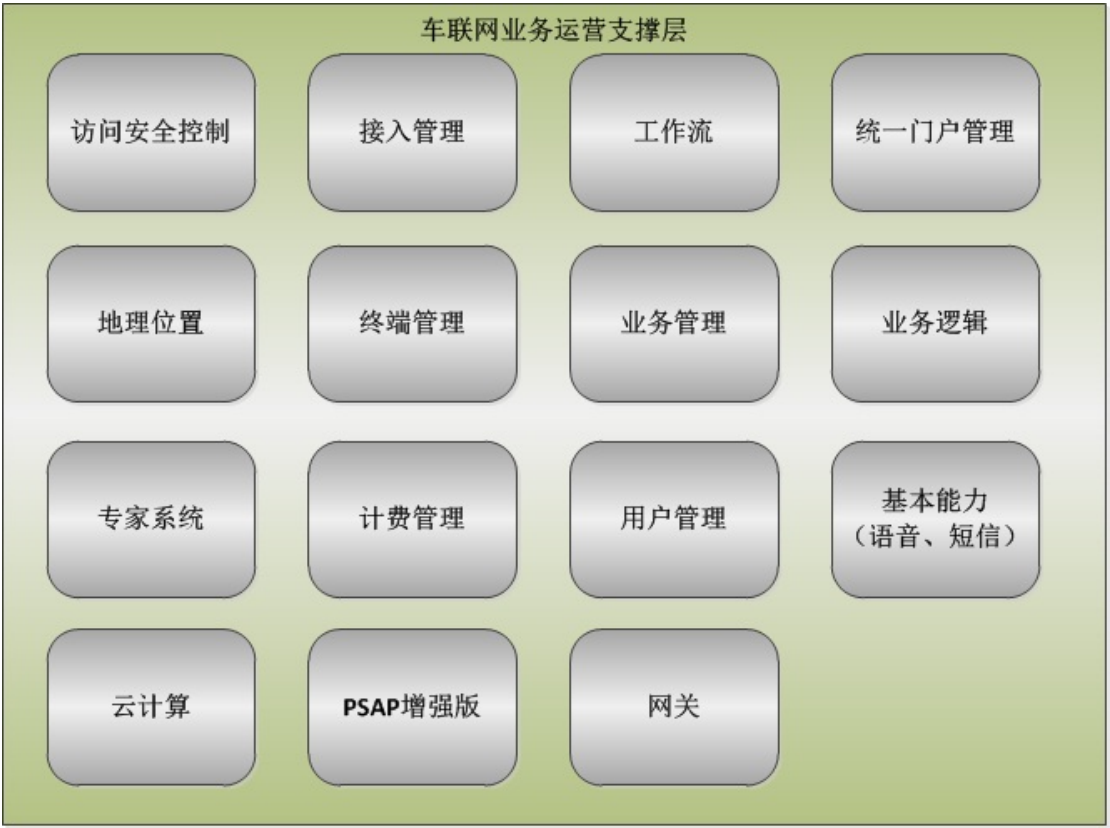 车联网业务运营支撑层
访问安全控制
接入管理
工作流
统一门户管理
地理位置
终端管理
业务管理
业务逻辑
专家系统
计费管理
用户管理
基本能力
（语音、短信）
云计算
PSAP增强版
网关